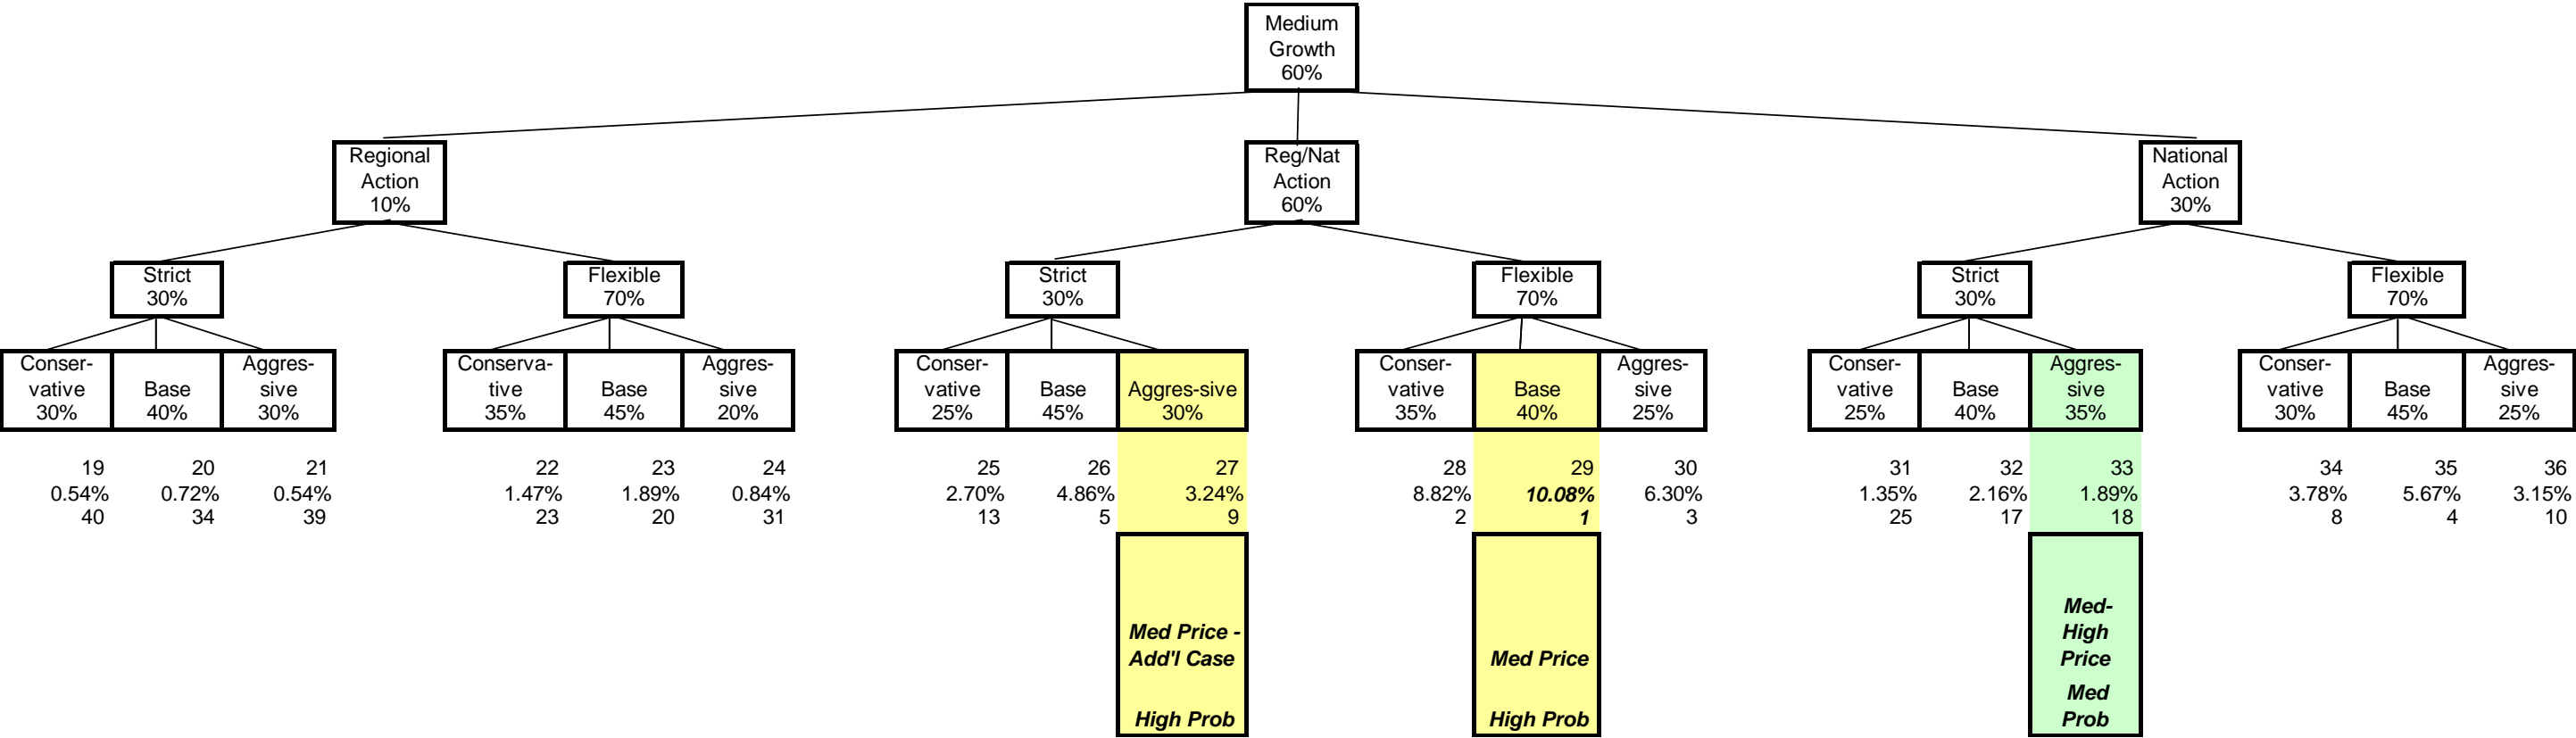 Medium
Growth
60%
Regional
Action
10%
Reg/Nat
Action
60%
National
Action
30%
Strict
30%
Flexible
70%
Strict
30%
Flexible
70%
Strict
30%
Flexible
70%
Conser-
vative
30%
Base
40%
Aggres-
sive
30%
Conserva-
tive
35%
Base
45%
Aggres-
sive
20%
Conser-
vative
25%
Base
45%
Aggres-sive
30%
Conser-
vative
35%
Base
40%
Aggres-
sive
25%
Conser-
vative
25%
Base
40%
Aggres-
sive
35%
Conser-
vative
30%
Base
45%
Aggres-
sive
25%
19 20 21 22 23 24 25 26 27 28 29 30 31 32 33 34 35 36
0.54% 0.72% 0.54% 1.47% 1.89% 0.84% 2.70% 4.86% 3.24% 8.82% 10.08% 6.30% 1.35% 2.16% 1.89% 3.78% 5.67% 3.15%
40 34 39 23 20 31 13 5 9 2 1 3 25 17 18 8 4 10
Med Price -
Add'l Case
High Prob
Med Price
High Prob
Med-
High
Price
Med
Prob